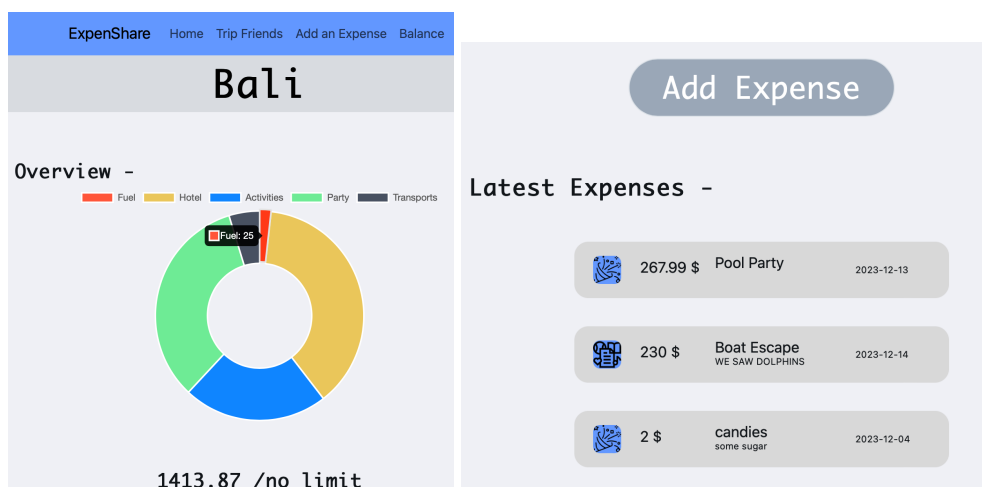 ExpenShare Home Trip Friends Add an Expense Balance
Bali
Overview -
Fuel Hotel Activities Party Transports
Fuel: 25
1413.87 /no limit
Add Expense
Latest Expenses -
267.99 $ Pool Party 2023-12-13
230 $ Boat Escape 2023-12-14
WE SAW DOLPHINS
2 $ candies 2023-12-04
some sugar